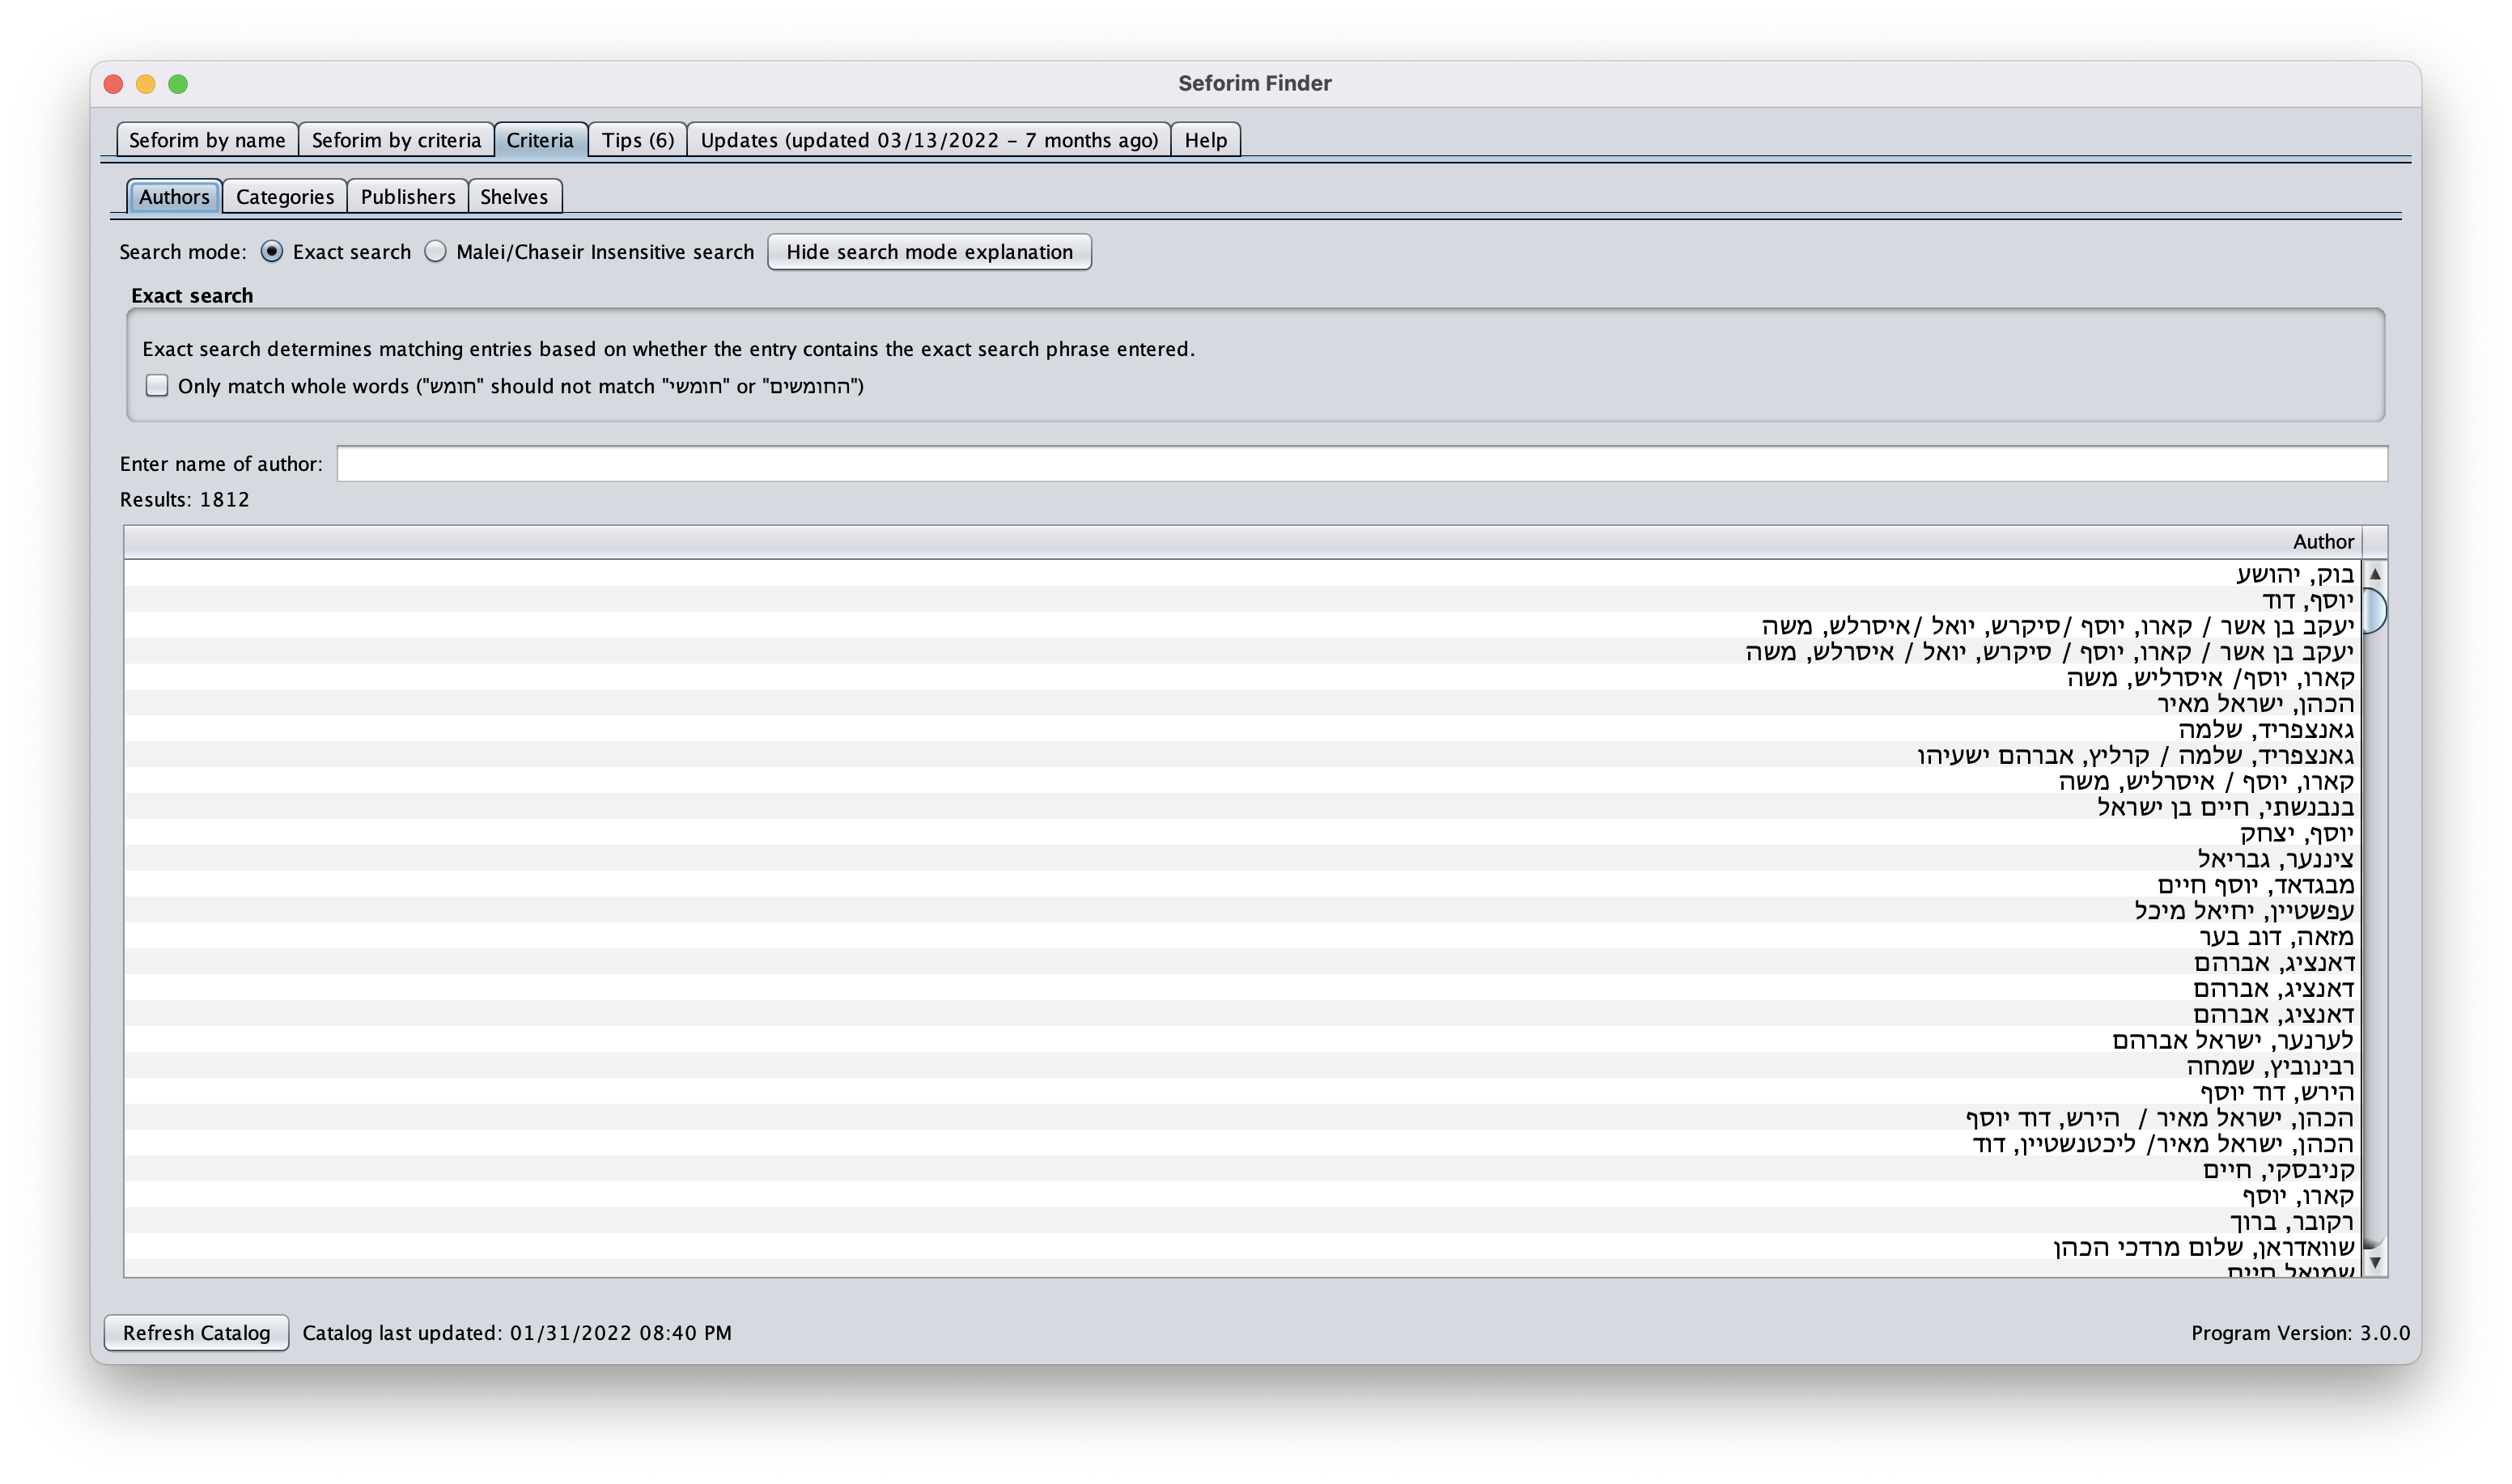 Seforim Finder
Seforim by name Seforim by criteria Criteria Tips (6) Updates (updated 03/13/2022 – 7 months ago) Help
Authors Categories Publishers Shelves
Search mode: Exact search Malei/Chaseir Insensitive search Hide search mode explanation
Exact search
Exact search determines matching entries based on whether the entry contains the exact search phrase entered.
Only match whole words ("חומש" should not match "חומשי" or "החומשים")
Enter name of author:
Results: 1812
Author
בוק, יהושע
יוסף, דוד
יעקב בן אשר / קארו, יוסף /סיקרש, יואל /איסרלש, משה
יעקב בן אשר / קארו, יוסף / סיקרש, יואל / איסרלש, משה
קארו, יוסף/ איסרליש, משה
הכהן, ישראל מאיר
גאנצפריד, שלמה
גאנצפריד, שלמה / קרליץ, אברהם ישעיהו
קארו, יוסף / איסרליש, משה
בנבנשתי, חיים בן ישראל
יוסף, יצחק
ציננער, גבריאל
מבגדאד, יוסף חיים
עפשטיין, יחיאל מיכל
מזאה, דוב בער
דאנציג, אברהם
דאנציג, אברהם
דאנציג, אברהם
לערנער, ישראל אברהם
רבינוביץ, שמחה
הירש, דוד יוסף
הכהן, ישראל מאיר /  הירש, דוד יוסף
הכהן, ישראל מאיר/ ליכטנשטיין, דוד
קניבסקי, חיים
קארו, יוסף
רקובר, ברוך
שוואדראן, שלום מרדכי הכהן
שמואל חיים
Refresh Catalog Catalog last updated: 01/31/2022 08:40 PM Program Version: 3.0.0